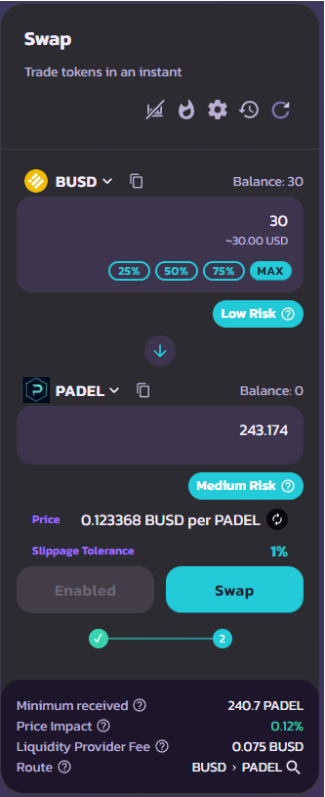 Swap
Trade tokens in an instant
BUSD Balance: 30
30
~30.00 USD
25% 50% 75% MAX
Low Risk
PADEL Balance: 0
243.174
Medium Risk
Price 0.123368 BUSD per PADEL
Slippage Tolerance 1%
Enabled Swap
2
Minimum received 240.7 PADEL
Price Impact 0.12%
Liquidity Provider Fee 0.075 BUSD
Route BUSD > PADEL